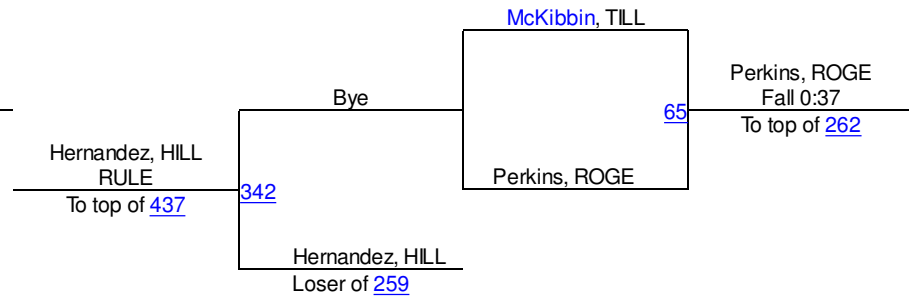 McKibbin, TILL
Perkins, ROGE
Fall 0:37
Bye
65
To top of 262
Hernandez, HILL
RULE
Perkins, ROGE
342
To top of 437
Hernandez, HILL
Loser of 259